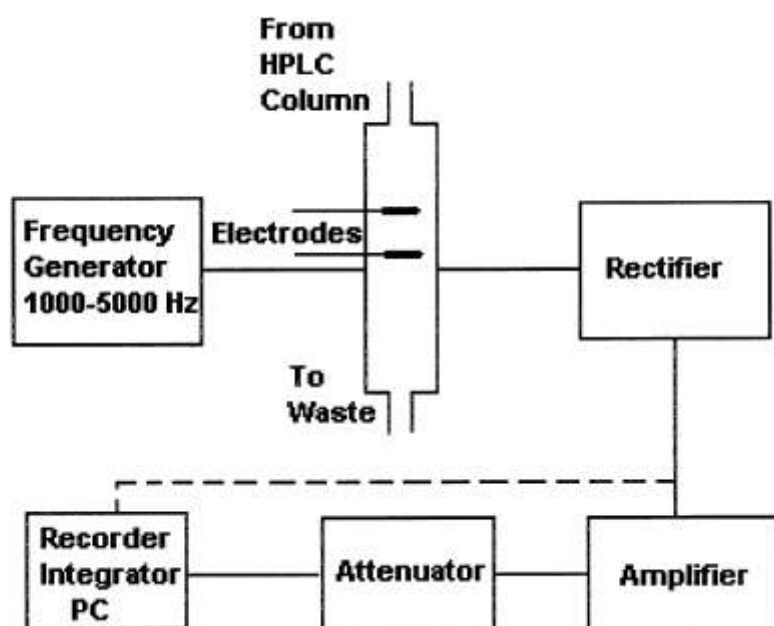 From
HPLC
Column
Frequency
Generator
1000-5000 Hz
Electrodes
Rectifier
To
Waste
Recorder
Integrator
PC
Attenuator
Amplifier